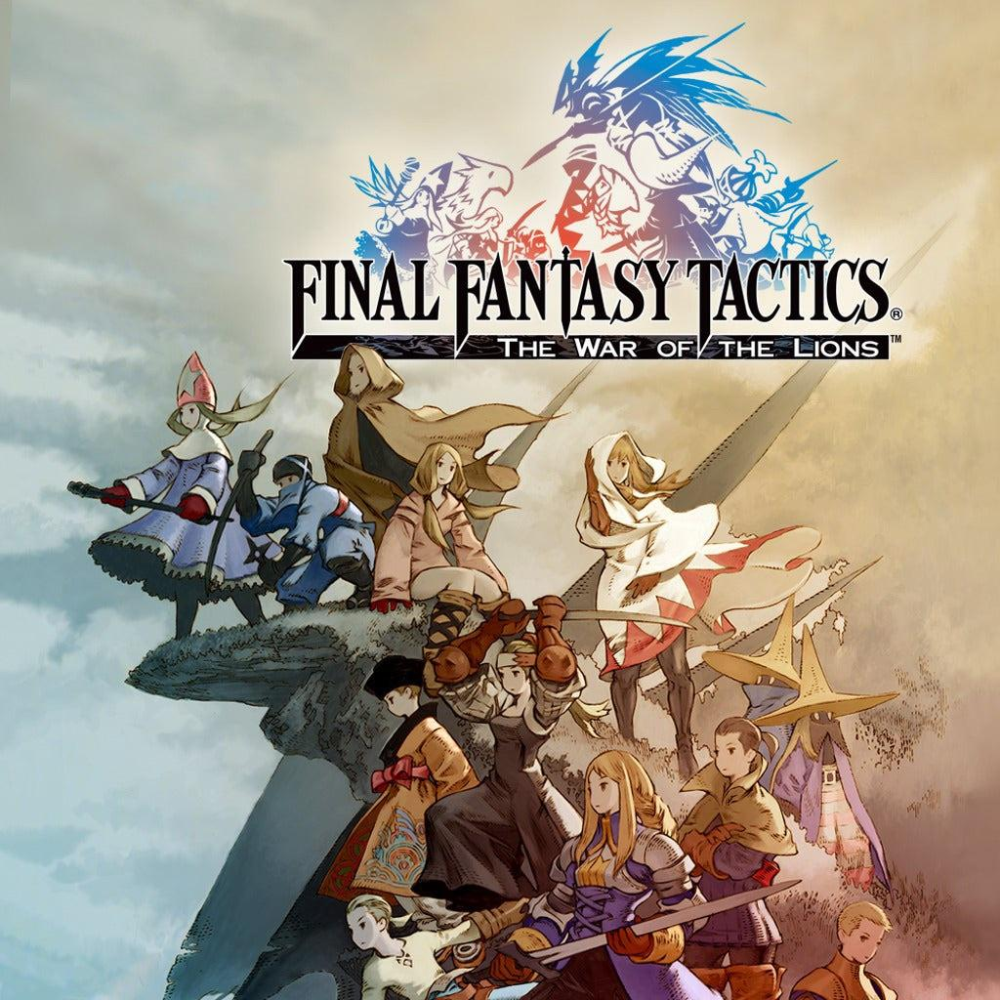 FINAL FANTASY TACTICS®
THE WAR OF THE LIONS™